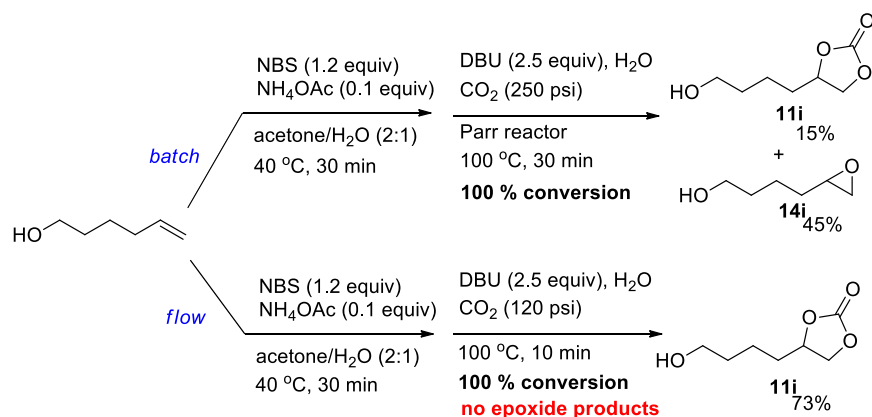 NBS (1.2 equiv)
NH₄OAc (0.1 equiv)
acetone/H₂O (2:1)
40 °C, 30 min
batch
DBU (2.5 equiv), H₂O
CO₂ (250 psi)
Parr reactor
100 °C, 30 min
100 % conversion
O
O
O
HO
11i
15%
+
O
HO
14i
45%
HO
flow
NBS (1.2 equiv)
NH₄OAc (0.1 equiv)
acetone/H₂O (2:1)
40 °C, 30 min
DBU (2.5 equiv), H₂O
CO₂ (120 psi)
100 °C, 10 min
100 % conversion
no epoxide products
O
O
O
HO
11i
73%